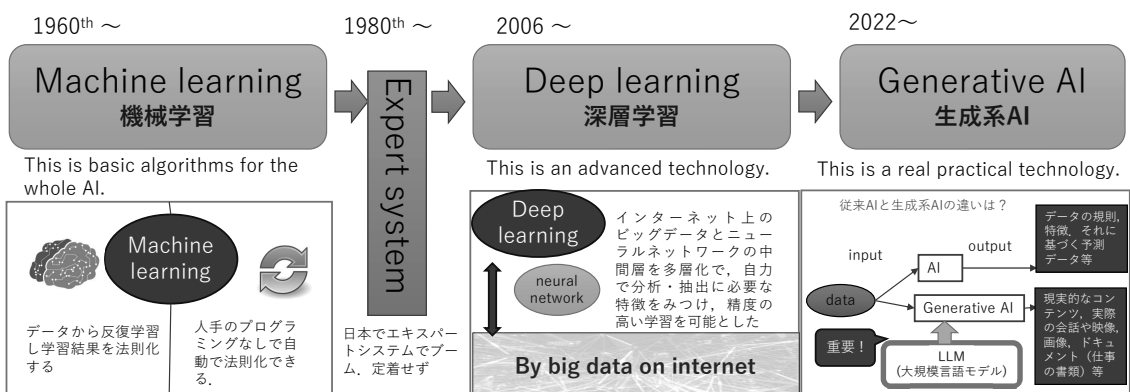 1960th ~
Machine learning
機械学習
This is basic algorithms for the
whole AI.
Machine
learning
データから反復学習
し学習結果を法則化
する
人手のプログラ
ミングなしで自
動で法則化でき
る.
1980th ~
Expert system
日本でエキスパー
トシステムでブー
ム．定着せず
2006 ~
Deep learning
深層学習
This is an advanced technology.
Deep
learning
neural
network
インターネット上の
ビッグデータとニュー
ラルネットワークの中
間層を多層化で，自力
で分析・抽出に必要な
特徴をみつけ，精度の
高い学習を可能とした
By big data on internet
2022~
Generative AI
生成系AI
This is a real practical technology.
従来AIと生成系AIの違いは？
input
output
data
AI
Generative AI
データの規則，
特徴，それに
基づく予測
データ等
現実的なコン
テンツ，実際
の会話や映像，
画像，ドキュ
メント（仕事
の書類）等
重要！
LLM
(大規模言語モデル)